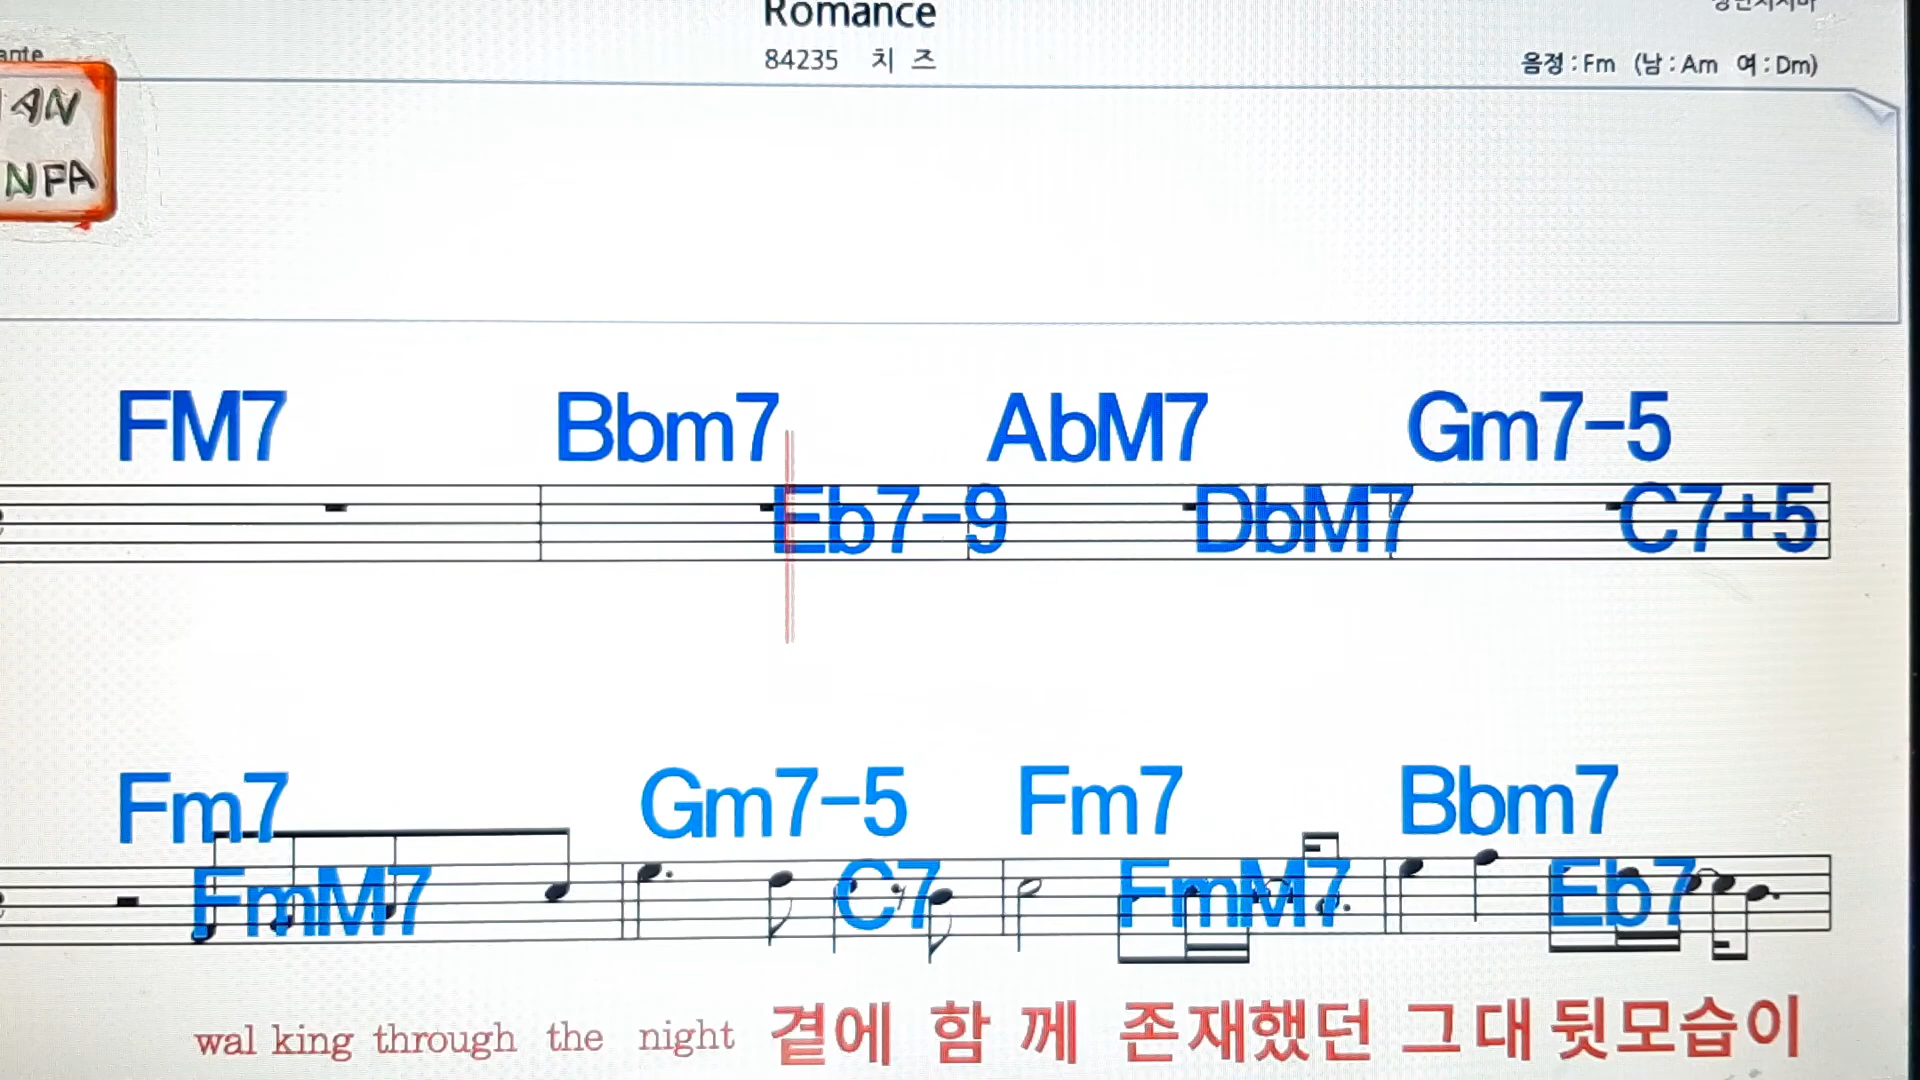 Romance
84235 치 즈
음정 : Fm (남 : Am 여 : Dm)
AN
NFA
FM7 Bbm7 AbM7 Gm7-5
Eb7-9 DbM7 C7+5
Fm7 Gm7-5 Fm7 Bbm7
FmM7 C7 FmM7 Eb7
wal king through the night 곁에 함 께 존재했던 그대 뒷모습이